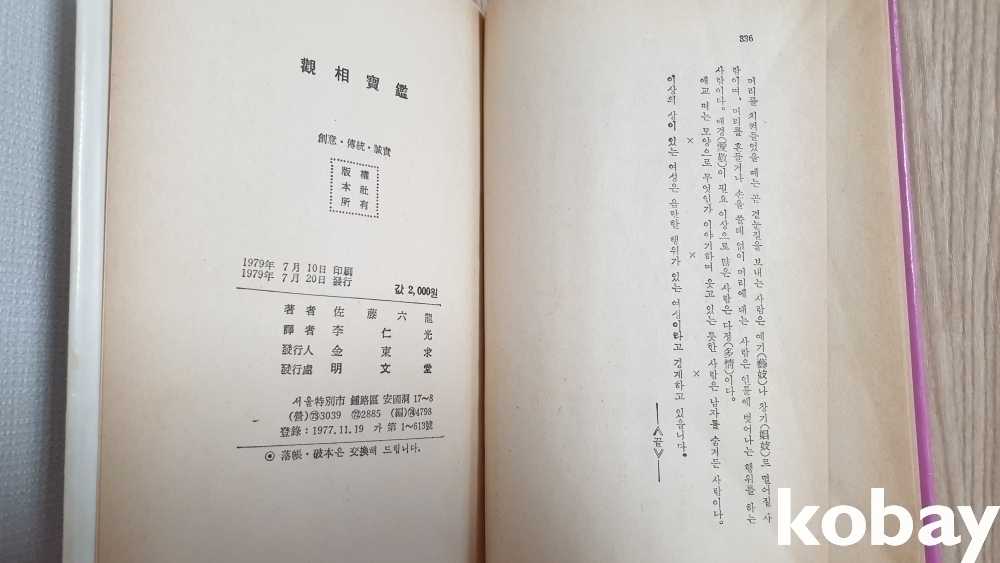 觀相寶鑑
創意·傳統·誠實
版權
本社
所有
1979年 7月 10日 印刷
1979年 7月 20日 發行
값 2,000원
著者 佐藤六龍
譯者 李仁光
發行人 金東求
發行處 明文堂
서울特別市 鍾路區 安國洞 17~8
(營)㉓3039 ㉒2885 (編)㉔4798
登錄: 1977.11.19 가 第 1~613號
◉ 落帳·破本은 交換해 드립니다.
336
머리를 치켜들었을 때는 곧 곁눈길을 보내는 사람은 예기(藝妓)나 창기(娼妓)로 떨어질 사
람이며, 머리를 흔들거나 손을 쓸데 없이 머리에 대는 사람은 인륜에 벗어나는 행위를 하는
사람이다. 애경(愛敬)이 필요 이상으로 많은 사람은 다정(多情)이다.
애교 떠는 모양으로 무엇인가 이야기하며 웃고 있는 듯한 사람은 남자를 숨겨둔 사람이다.
× × ×
이상의 상이 있는 여성은 음란한 행위가 있는 여성이라고 경계하고 있읍니다.
끝
kobay